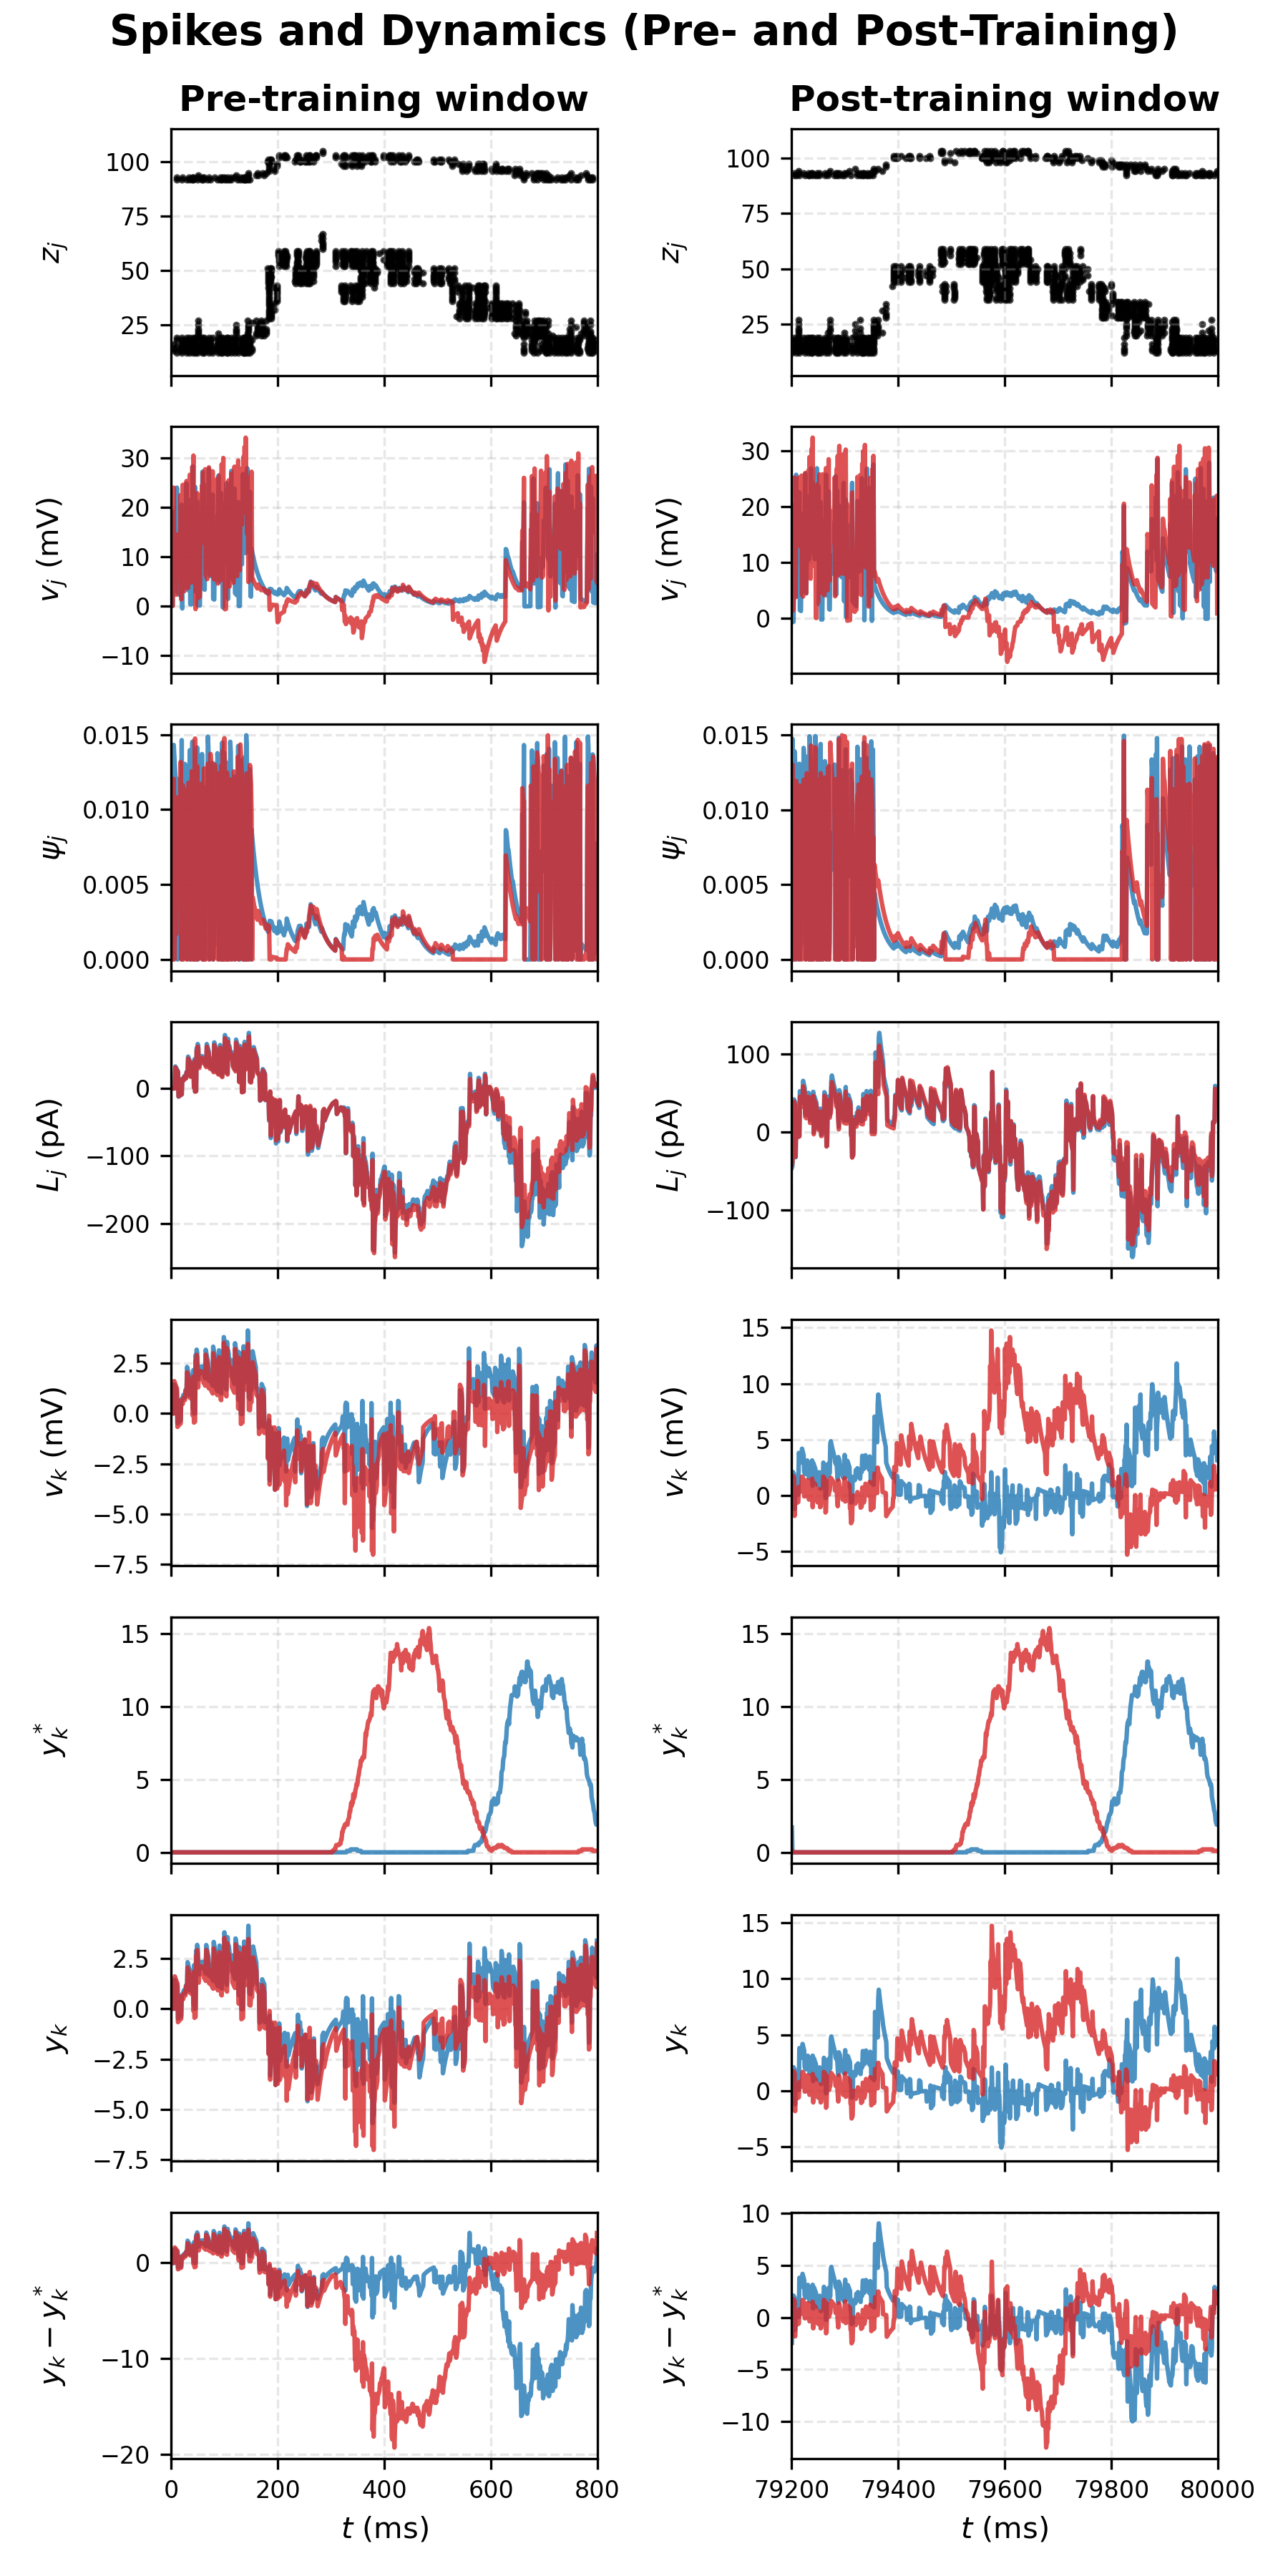 Spikes and Dynamics (Pre- and Post-Training)
Pre-training window
Post-training window
100
75
50
25
z_j
100
75
50
25
z_j
30
20
10
0
−10
v_j (mV)
30
20
10
0
v_j (mV)
0.015
0.010
0.005
0.000
ψ_j
0.015
0.010
0.005
0.000
ψ_j
0
−100
−200
L_j (pA)
100
0
−100
L_j (pA)
2.5
0.0
−2.5
−5.0
−7.5
v_k (mV)
15
10
5
0
−5
v_k (mV)
15
10
5
0
y_k^*
15
10
5
0
y_k^*
2.5
0.0
−2.5
−5.0
−7.5
y_k
15
10
5
0
−5
y_k
0
−10
−20
y_k − y_k^*
10
5
0
−5
−10
y_k − y_k^*
0 200 400 600 800
t (ms)
79200 79400 79600 79800 80000
t (ms)